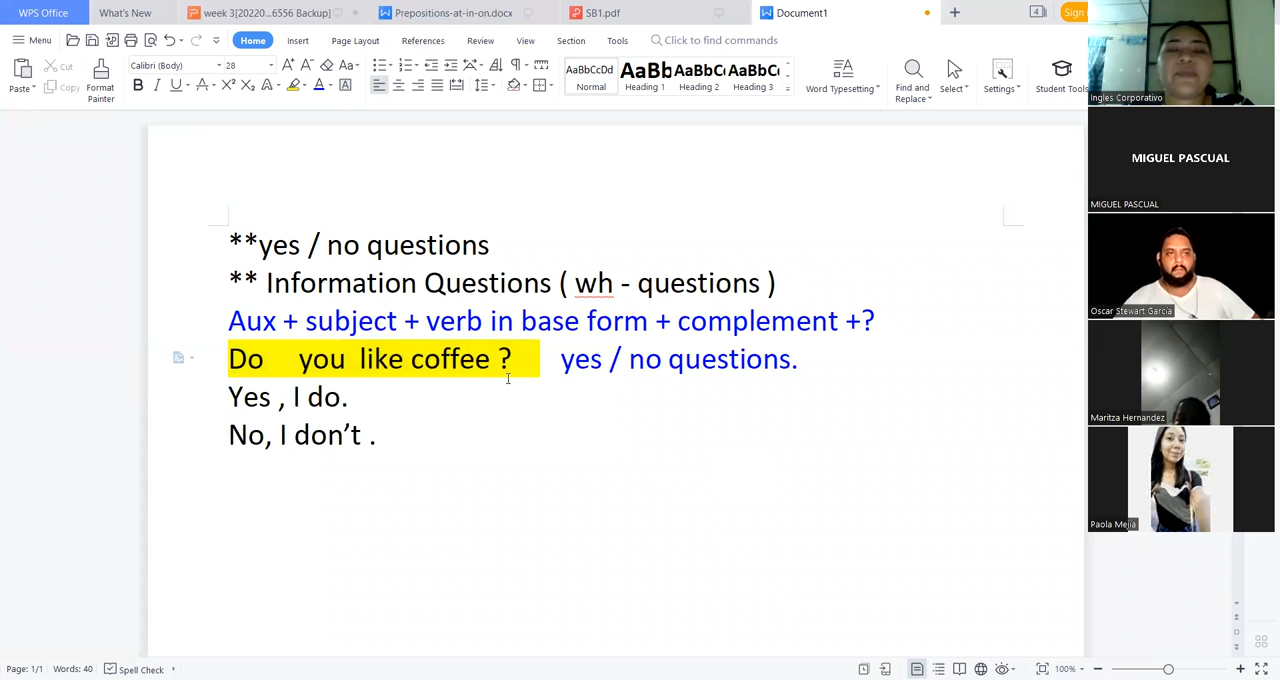 WPS Office What's New week 3[20220...6556 Backup] Prepositions-at-in-on.docx SB1.pdf Document1 + 4 Sign
Menu Home Insert Page Layout References Review View Section Tools Click to find commands
Calibri (Body) 28 A+ A- Aa
Paste Cut Copy Format Painter B I U A X² X₂ A A A
AaBbCcDd Normal AaBb Heading 1 AaBbC Heading 2 AaBbC Heading 3
Word Typesetting Find and Replace Select Settings Student Tools
**yes / no questions
** Information Questions ( wh - questions )
Aux + subject + verb in base form + complement +?
Do you like coffee ? yes / no questions.
Yes , I do.
No, I don’t .
Ingles Corporativo
MIGUEL PASCUAL
MIGUEL PASCUAL
Oscar Stewart Garcia
Maritza Hernandez
Paola Mejia
Page: 1/1 Words: 40 Spell Check 100% - +